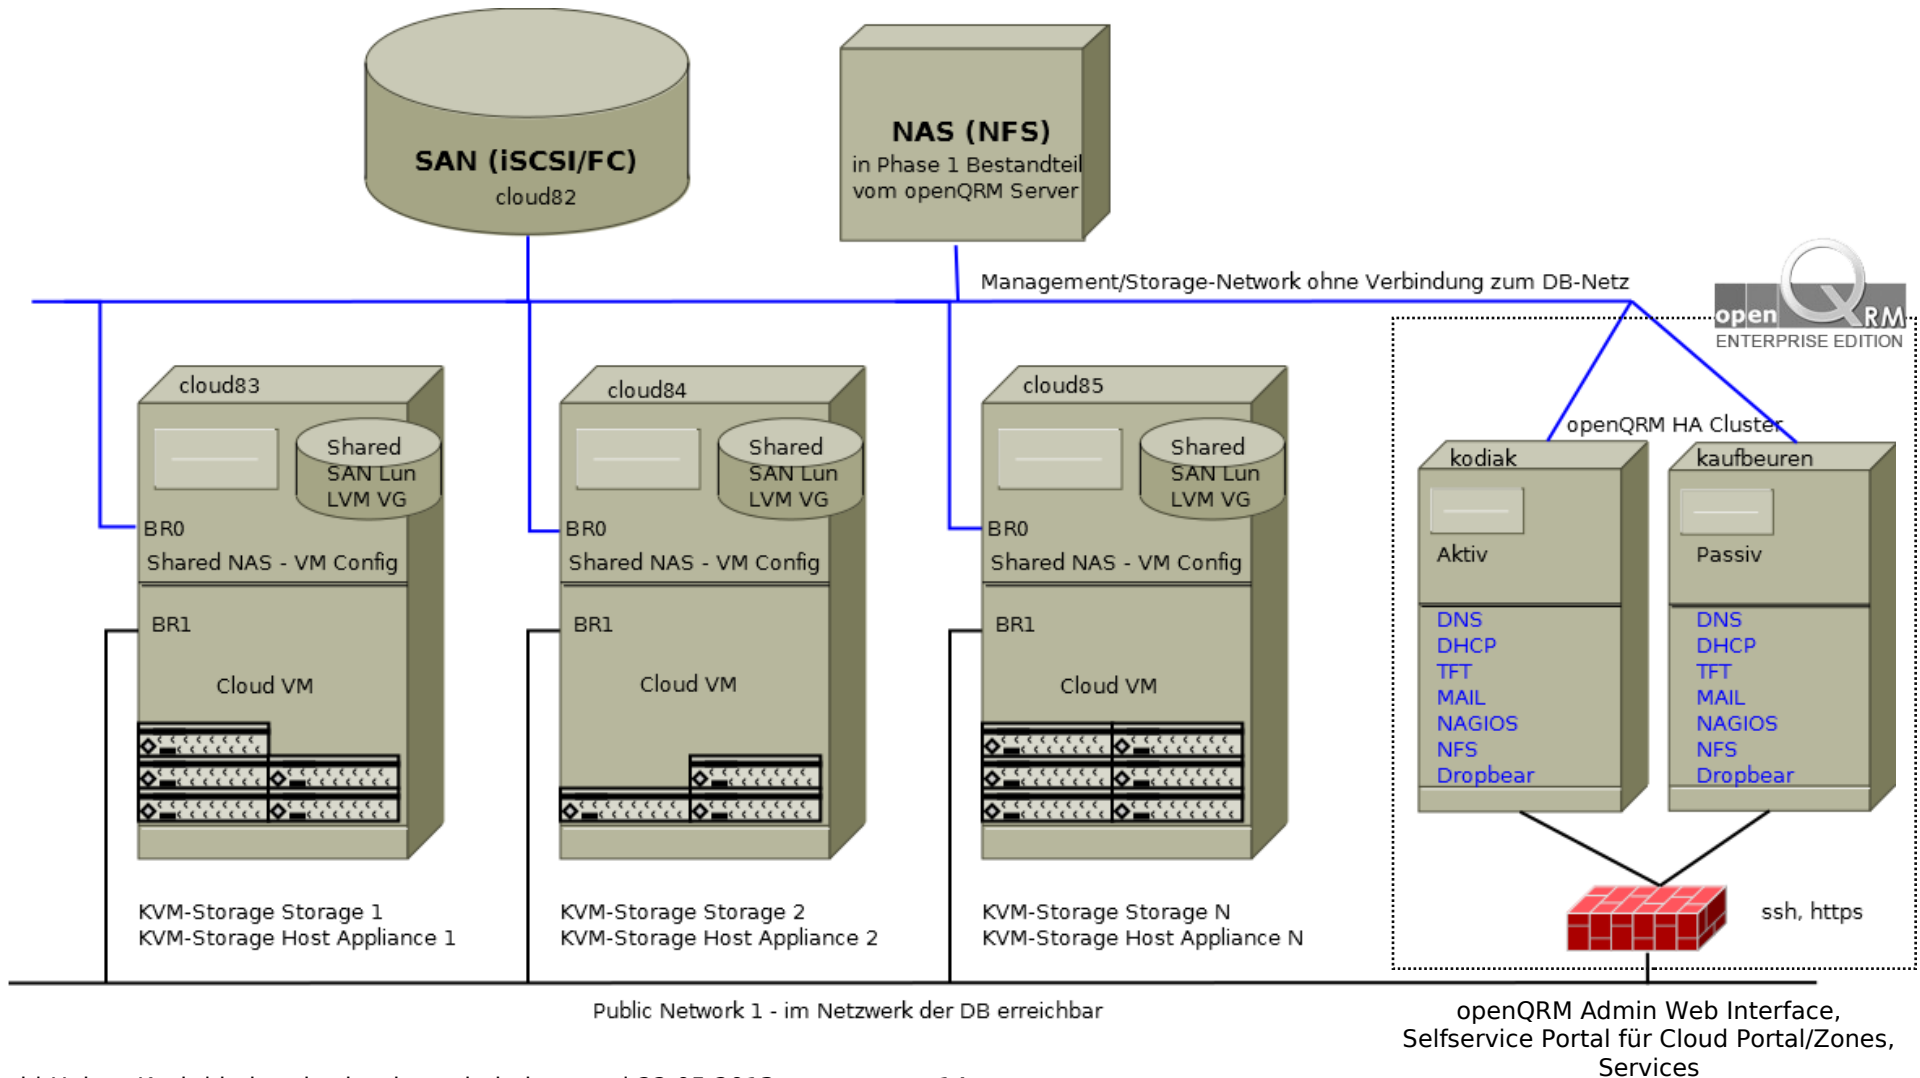 SAN (iSCSI/FC)
cloud82
NAS (NFS)
in Phase 1 Bestandteil
vom openQRM Server
Management/Storage-Network ohne Verbindung zum DB-Netz
open QRM
ENTERPRISE EDITION
cloud83
Shared
SAN Lun
LVM VG
BR0
Shared NAS - VM Config
BR1
Cloud VM
KVM-Storage Storage 1
KVM-Storage Host Appliance 1
cloud84
Shared
SAN Lun
LVM VG
BR0
Shared NAS - VM Config
BR1
Cloud VM
KVM-Storage Storage 2
KVM-Storage Host Appliance 2
cloud85
Shared
SAN Lun
LVM VG
BR0
Shared NAS - VM Config
BR1
Cloud VM
KVM-Storage Storage N
KVM-Storage Host Appliance N
openQRM HA Cluster
kodiak
Aktiv
DNS
DHCP
TFT
MAIL
NAGIOS
NFS
Dropbear
kaufbeuren
Passiv
DNS
DHCP
TFT
MAIL
NAGIOS
NFS
Dropbear
ssh, https
Public Network 1 - im Netzwerk der DB erreichbar
openQRM Admin Web Interface,
Selfservice Portal für Cloud Portal/Zones,
Services